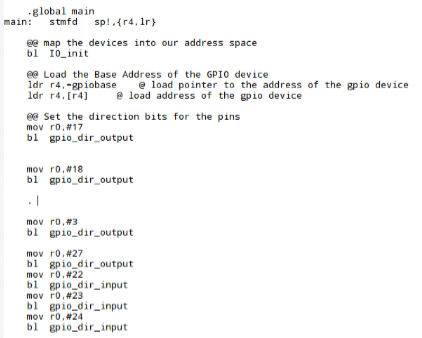 .global main
main: stmfd sp!,{r4,lr}
@@ map the devices into our address space
bl IO_init
@@ Load the Base Address of the GPIO device
ldr r4,=gpiobase @ load pointer to the address of the gpio device
ldr r4,[r4] @ load address of the gpio device
@@ Set the direction bits for the pins
mov r0,#17
bl gpio_dir_output
mov r0,#18
bl gpio_dir_output
.
mov r0,#3
bl gpio_dir_output
mov r0,#27
bl gpio_dir_output
mov r0,#22
bl gpio_dir_input
mov r0,#23
bl gpio_dir_input
mov r0,#24
bl gpio_dir_input